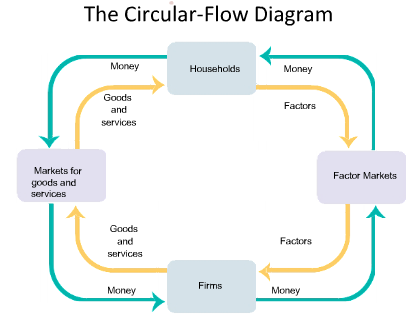 The Circular-Flow Diagram
Money
Households
Money
Goods
and
services
Factors
Markets for
goods and
services
Factor Markets
Goods
and
services
Factors
Firms
Money
Money